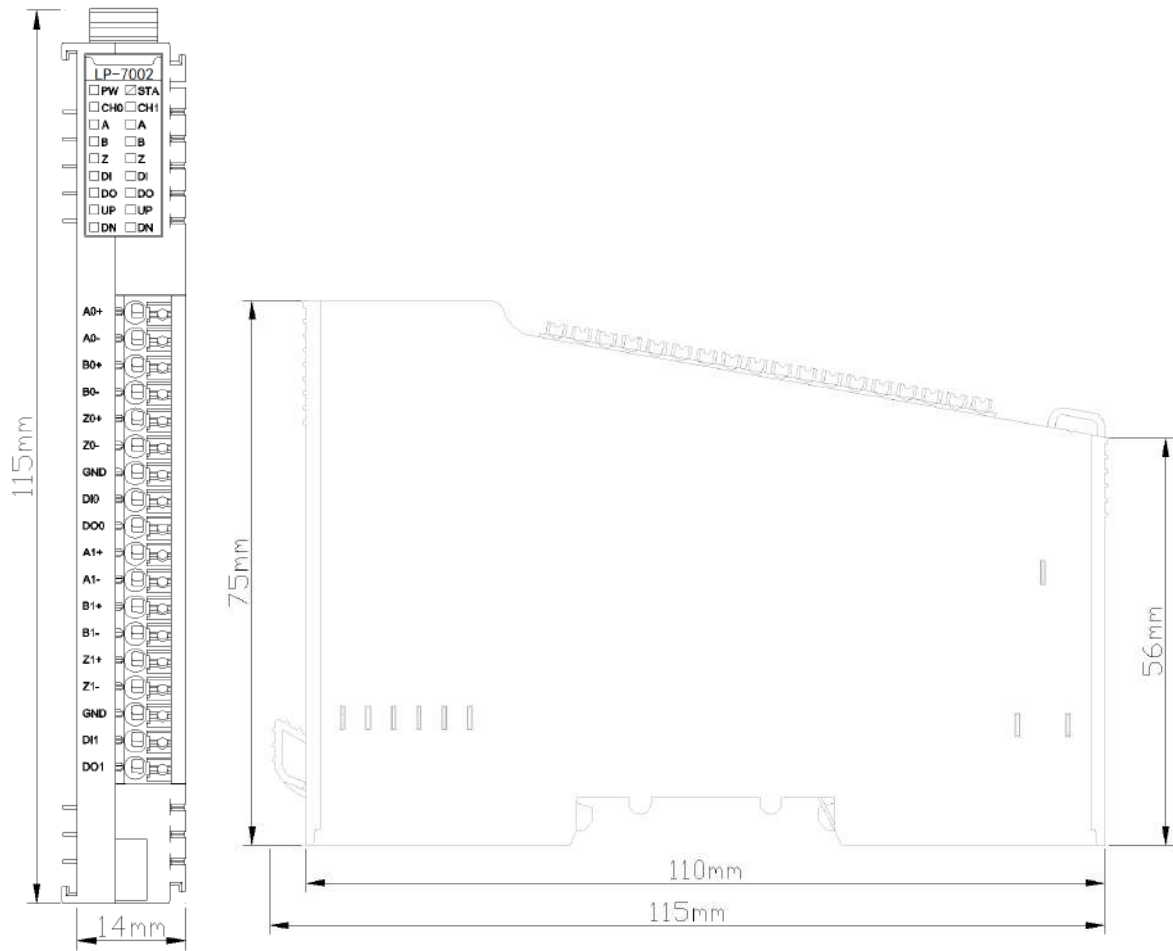 LP-7002
PW STA
CH0 CH1
A A
B B
Z Z
DI DI
DO DO
UP UP
DN DN
A0+
A0-
B0+
B0-
Z0+
Z0-
GND
DI0
DO0
A1+
A1-
B1+
B1-
Z1+
Z1-
GND
DI1
DO1
115mm
14mm
75mm
56mm
110mm
115mm